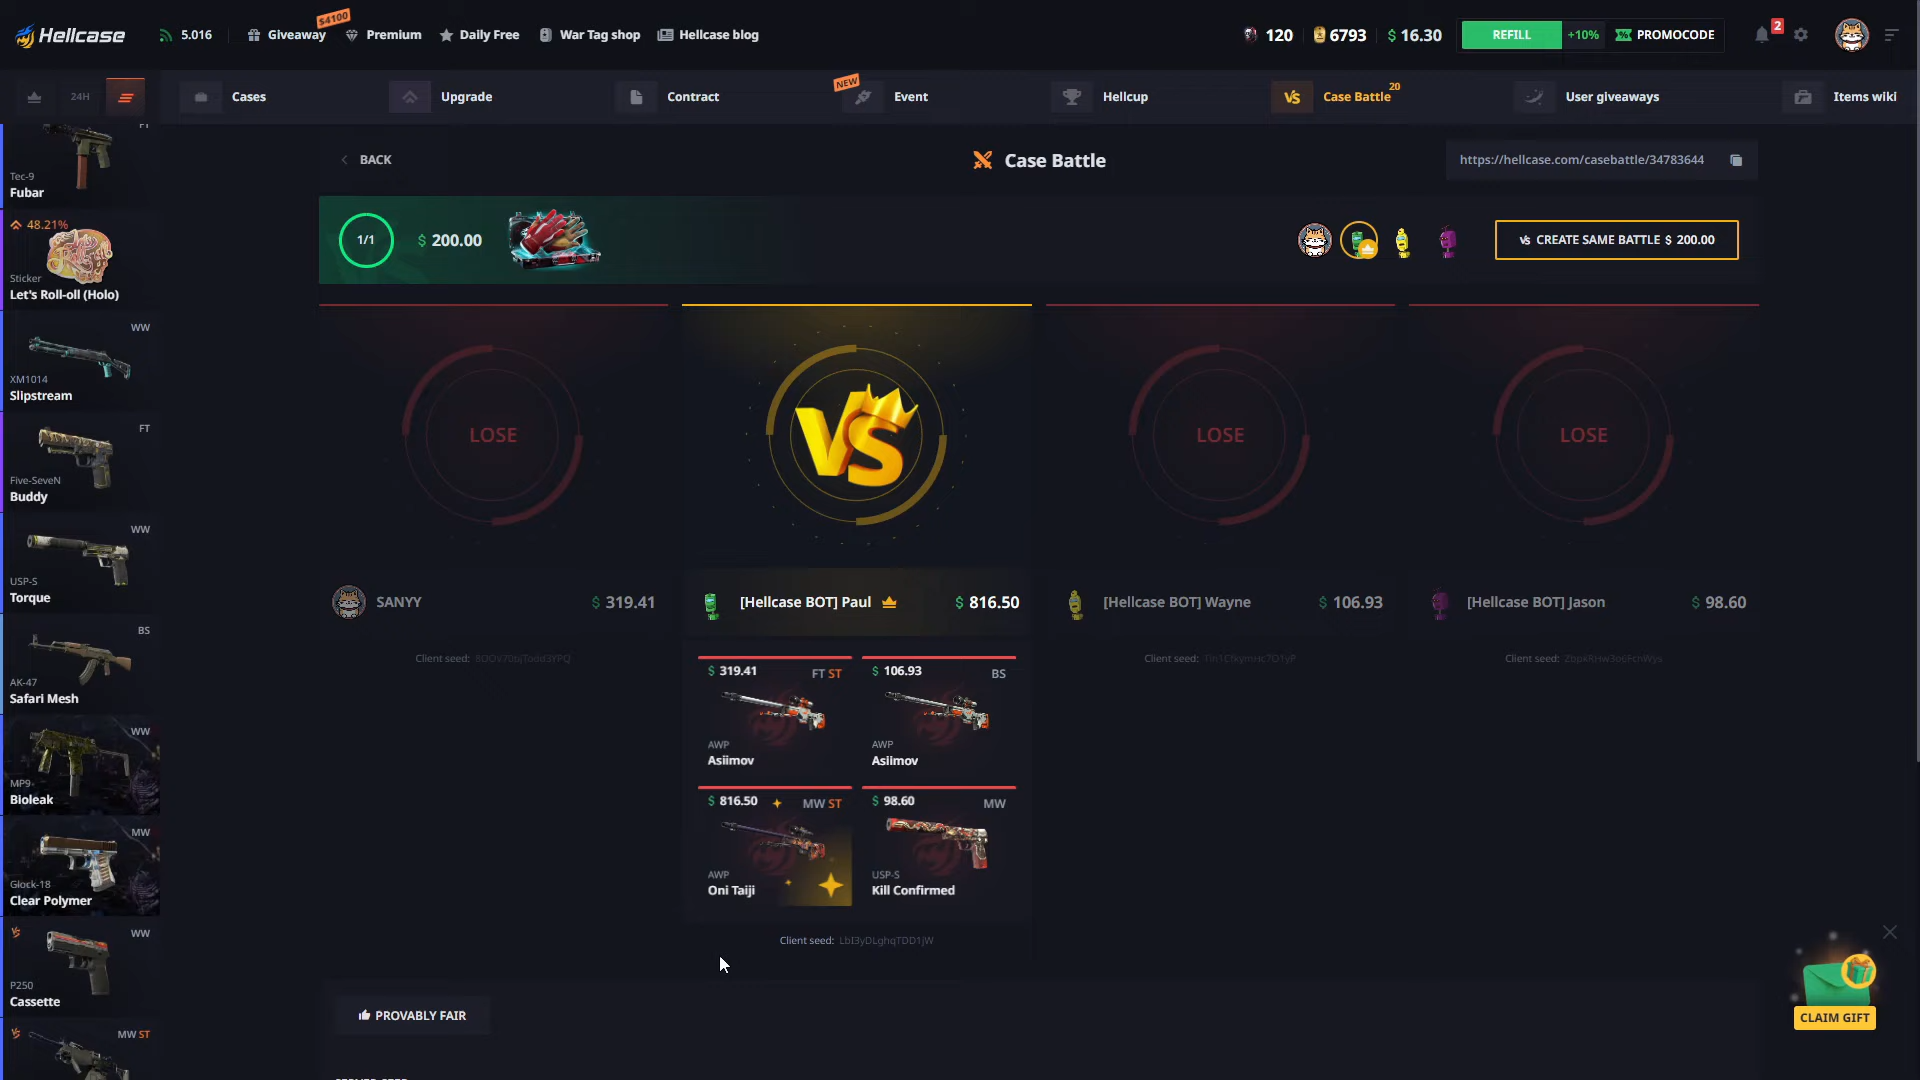 Hellcase
5.016
Giveaway
$4100
Premium
Daily Free
War Tag shop
Hellcase blog
120
6793
$ 16.30
REFILL
+10%
PROMOCODE
2
24H
Cases
Upgrade
Contract
NEW
Event
Hellcup
VS
Case Battle
20
User giveaways
Items wiki
FT
Tec-9
Fubar
48.21%
Sticker
Let's Roll-oll (Holo)
WW
XM1014
Slipstream
FT
Five-SeveN
Buddy
WW
USP-S
Torque
BS
AK-47
Safari Mesh
WW
MP9
Bioleak
MW
Glock-18
Clear Polymer
VS
WW
P250
Cassette
VS
MW ST
BACK
Case Battle
https://hellcase.com/casebattle/34783644
1/1
$ 200.00
VS CREATE SAME BATTLE $ 200.00
LOSE
VS
LOSE
LOSE
SANYY
$ 319.41
[Hellcase BOT] Paul
$ 816.50
[Hellcase BOT] Wayne
$ 106.93
[Hellcase BOT] Jason
$ 98.60
Client seed:
Client seed:
Client seed:
$ 319.41
FT ST
AWP
Asiimov
$ 106.93
BS
AWP
Asiimov
$ 816.50
MW ST
AWP
Oni Taiji
$ 98.60
MW
USP-S
Kill Confirmed
Client seed: LbI3yDLghqTDD1jW
PROVABLY FAIR
CLAIM GIFT